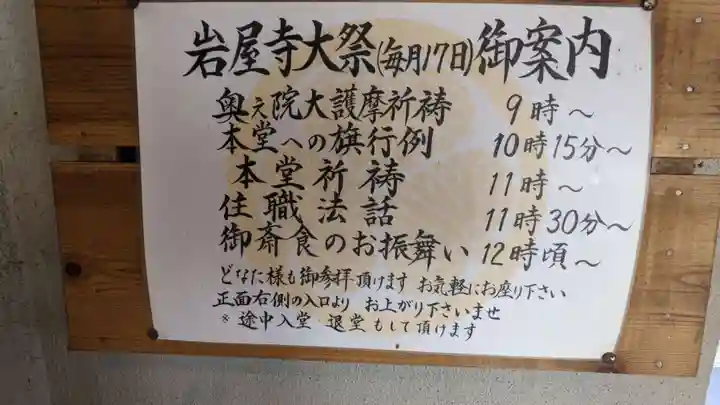 岩屋寺大祭(毎月17日)御案内
奥之院大護摩祈祷 9時～
本堂への旗行例 10時15分～
本堂祈祷 11時～
住職法話 11時30分～
御斎食のお振舞い 12時頃～
どなた様も御参拝頂けます お気軽にお座り下さい
正面右側の入口より お上がり下さいませ
※途中入堂・退堂もして頂けます